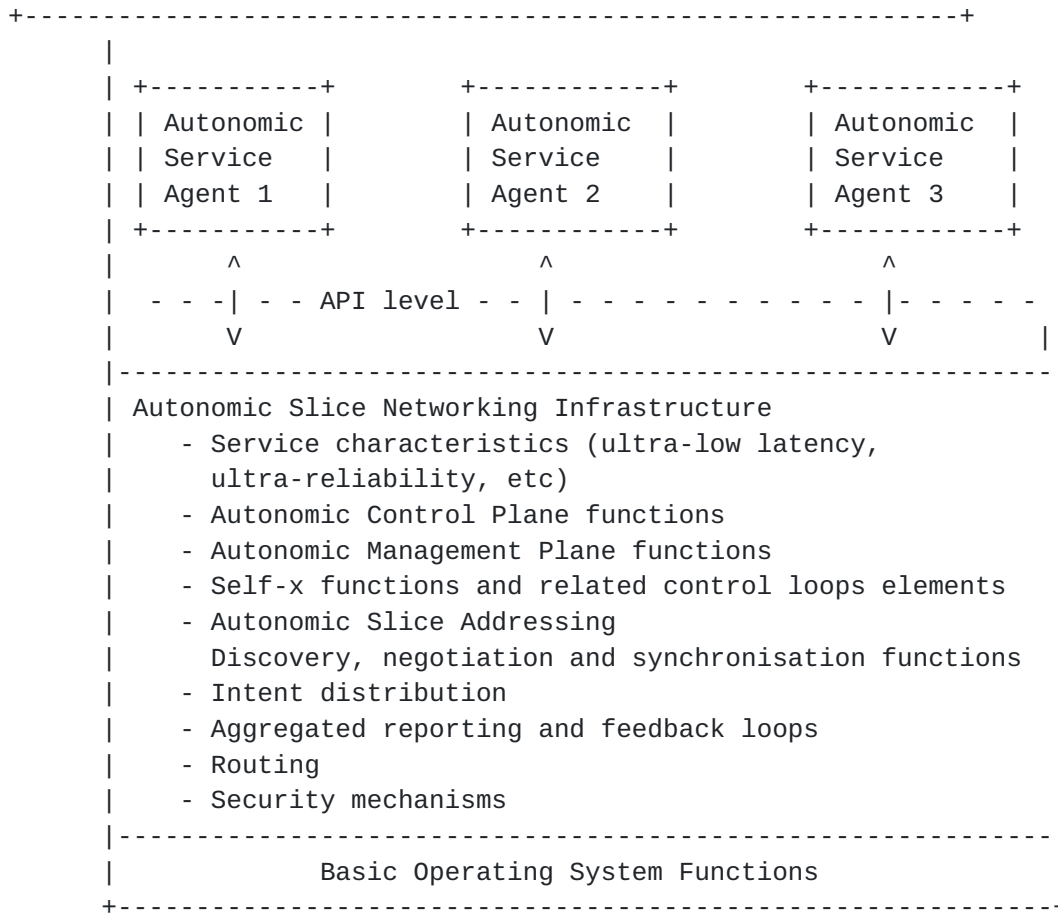 Autonomic Autonomic Autonomic
Service Service Service
Agent 1 Agent 2 Agent 3
- - -| - - API level - - | - - - - - - - - - - |- - - - -
Autonomic Slice Networking Infrastructure
- Service characteristics (ultra-low latency,
ultra-reliability, etc)
- Autonomic Control Plane functions
- Autonomic Management Plane functions
- Self-x functions and related control loops elements
- Autonomic Slice Addressing
Discovery, negotiation and synchronisation functions
- Intent distribution
- Aggregated reporting and feedback loops
- Routing
- Security mechanisms
Basic Operating System Functions